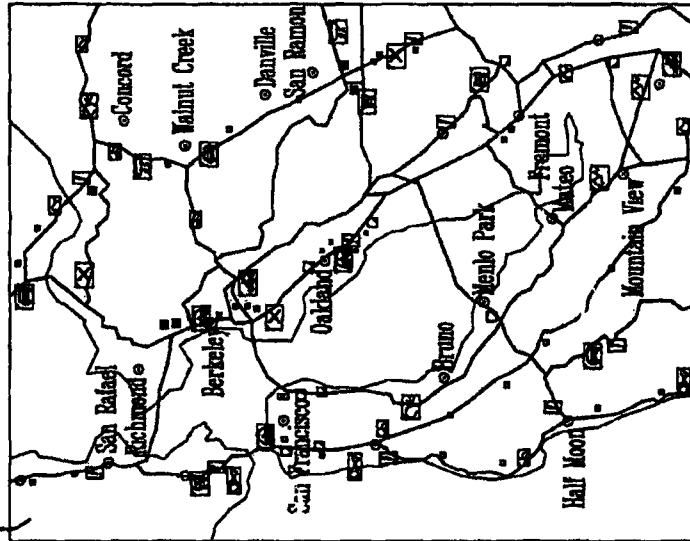 Concord
Walnut Creek
Danville
San Ramon
San Rafael
Richmond
Berkeley
Oakland
San Francisco
Bruno
Menlo Park
Fremont
Mateo
Mountain View
Half Moon